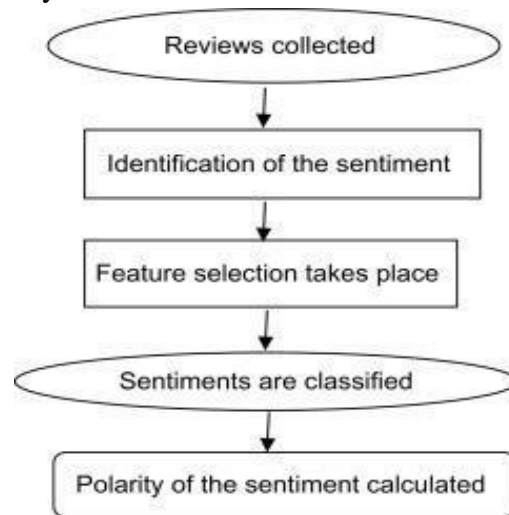 Reviews collected
Identification of the sentiment
Feature selection takes place
Sentiments are classified
Polarity of the sentiment calculated